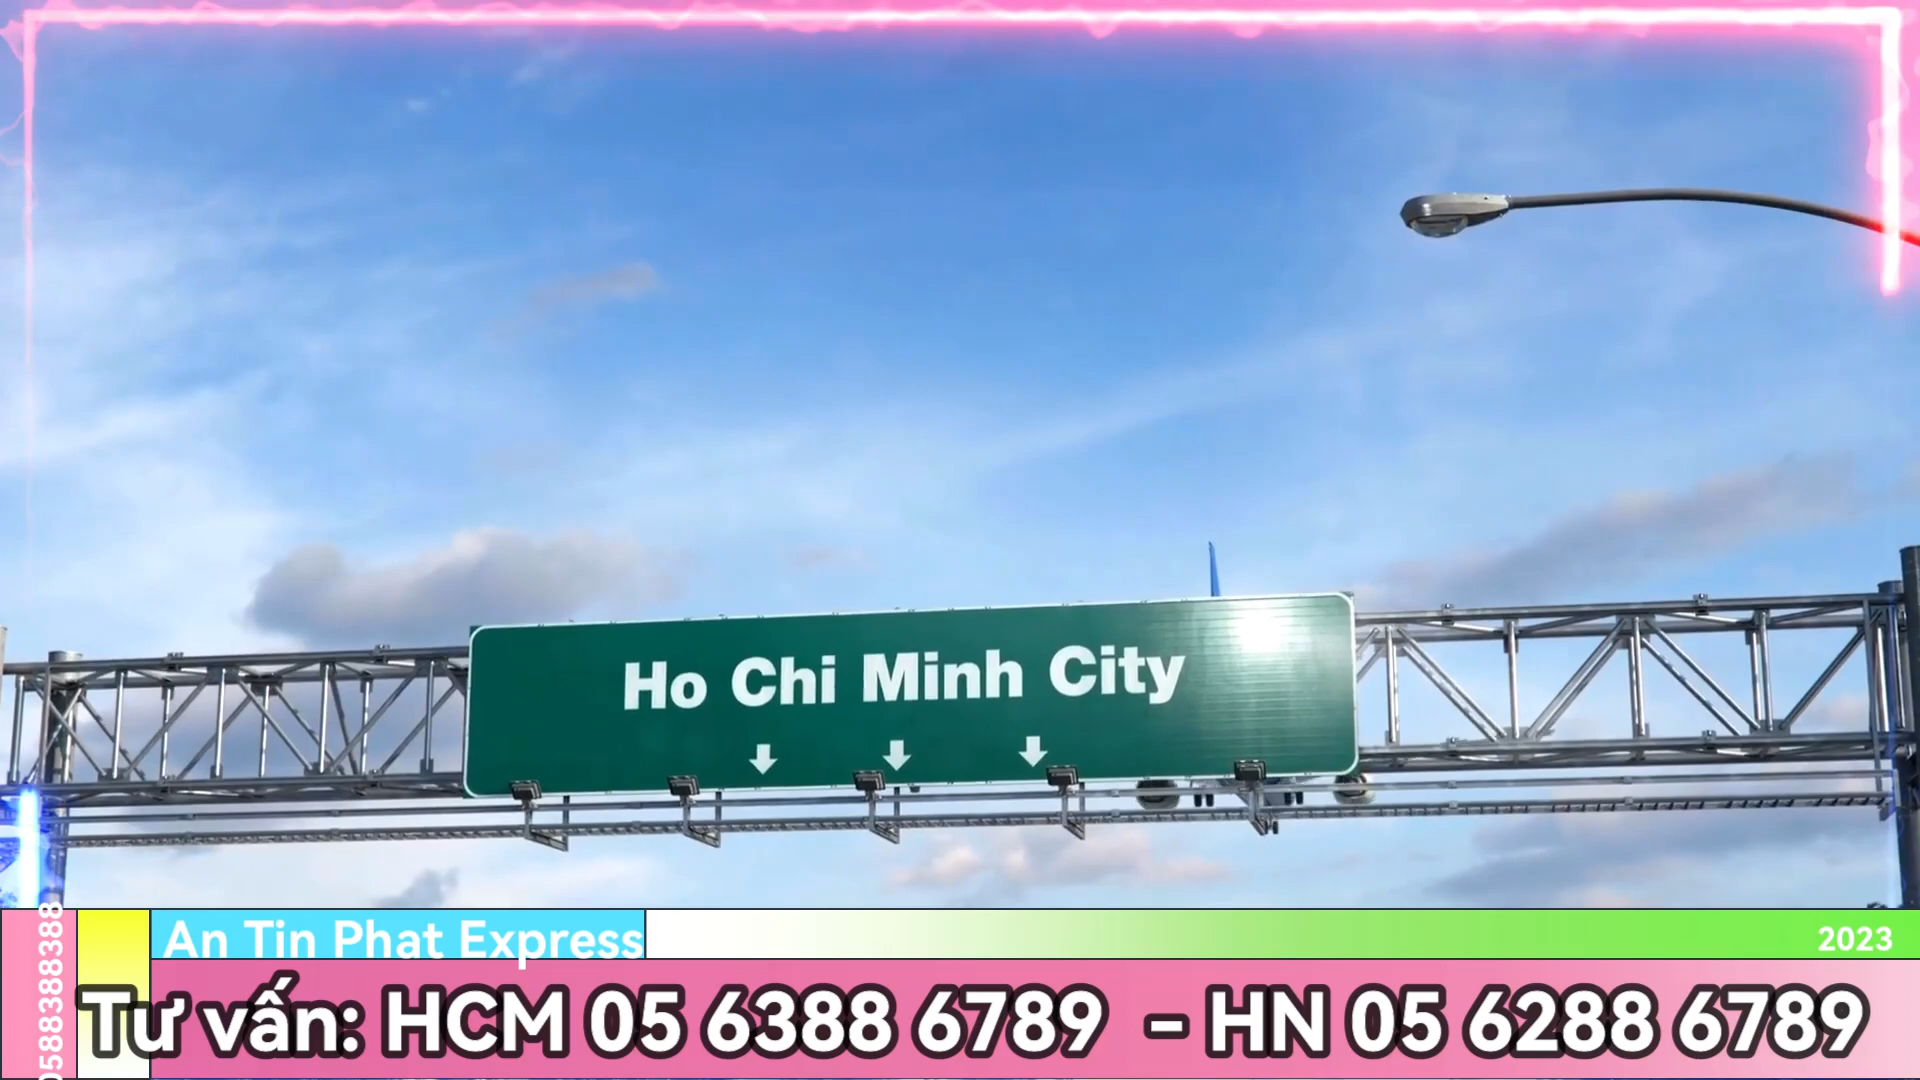 Ho Chi Minh City
An Tin Phat Express
2023
Tư vấn: HCM 05 6388 6789 - HN 05 6288 6789
0588388388